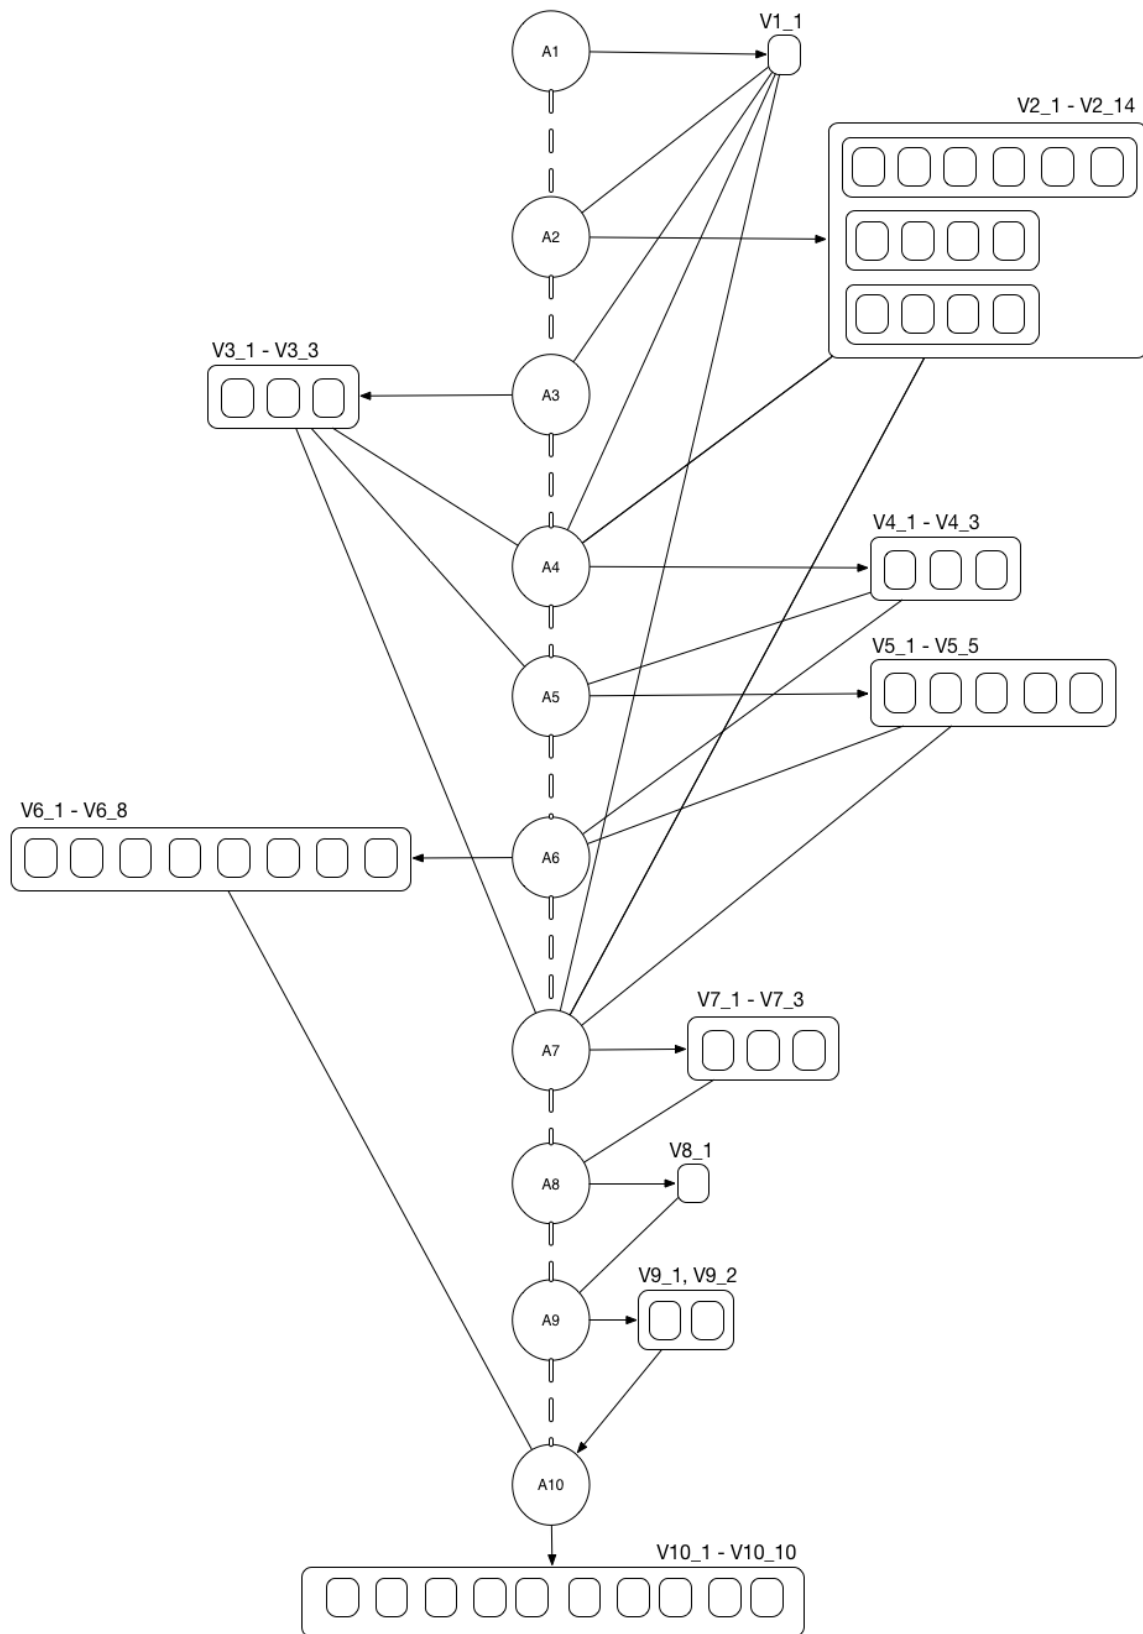 V1_1
A1
V2_1 - V2_14
A2
V3_1 - V3_3
A3
V4_1 - V4_3
A4
V5_1 - V5_5
A5
V6_1 - V6_8
A6
V7_1 - V7_3
A7
V8_1
A8
V9_1, V9_2
A9
A10
V10_1 - V10_10